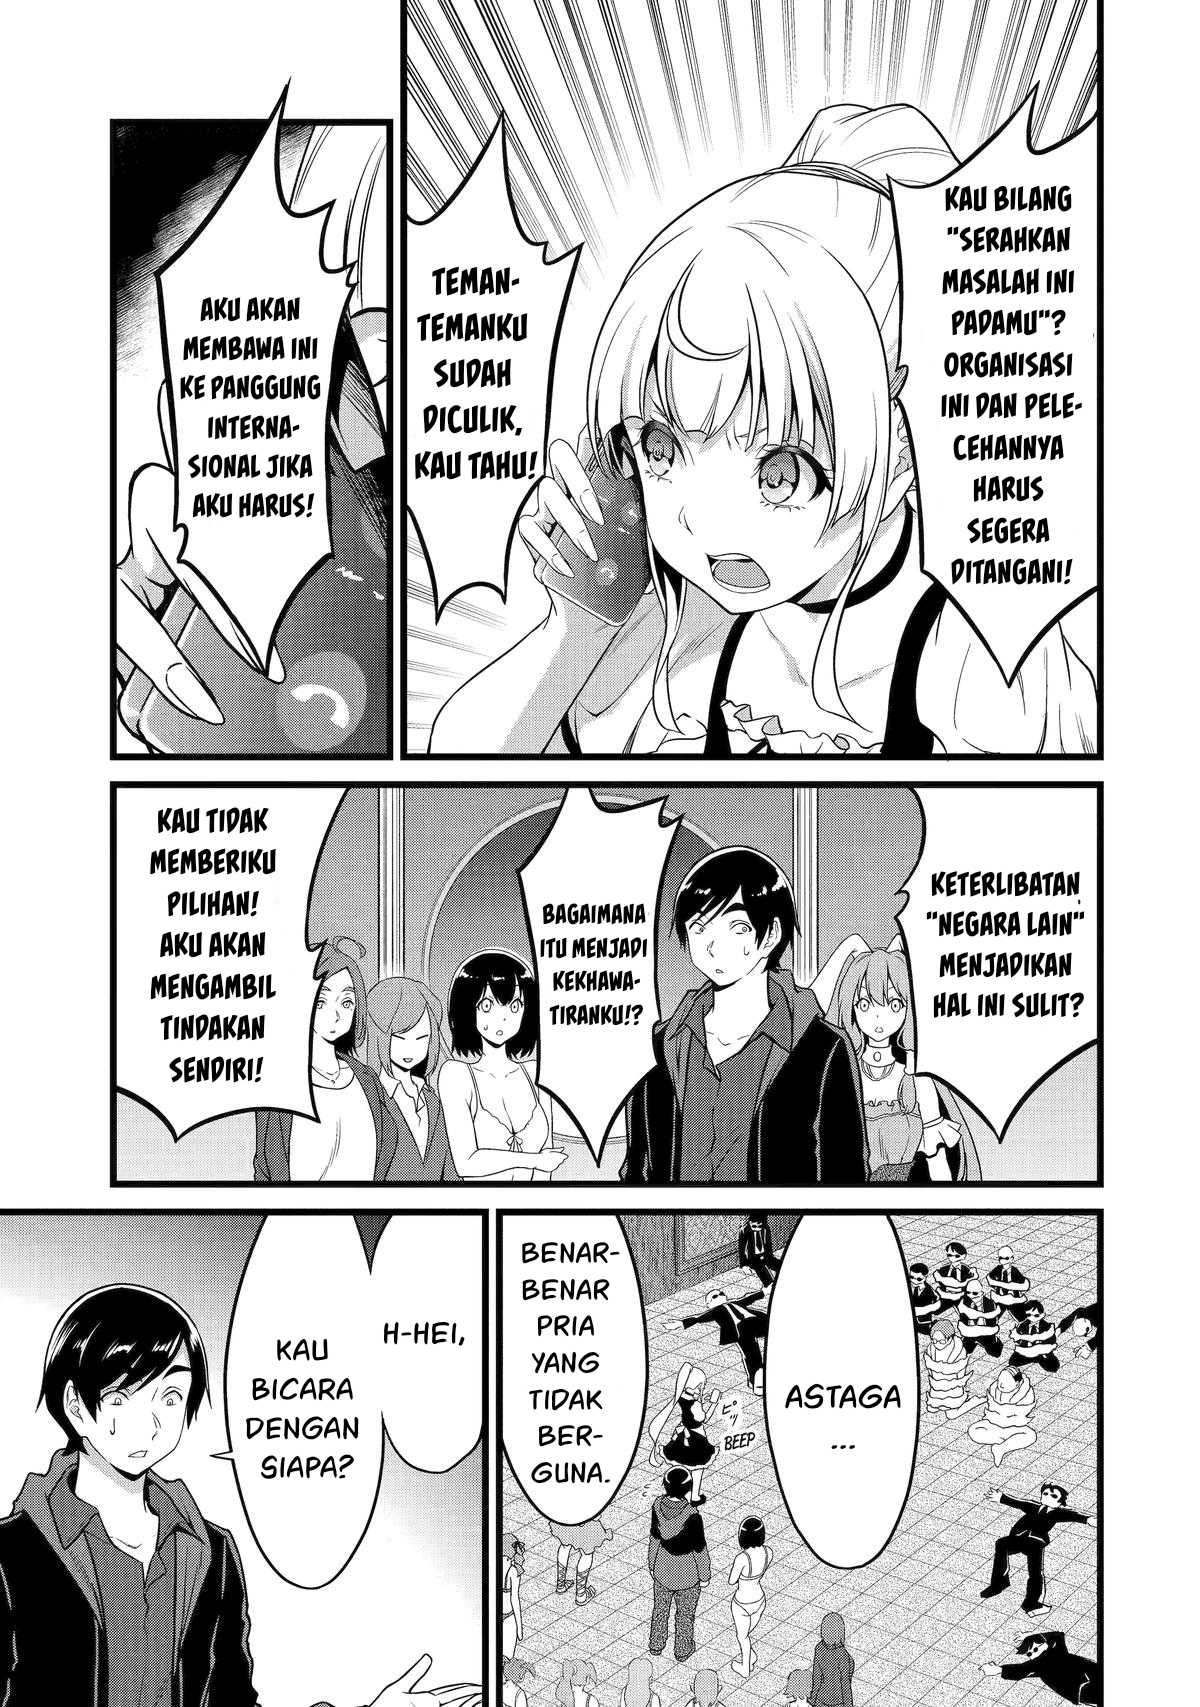 KAU BILANG
"SERAHKAN
MASALAH INI
PADAMU"?
ORGANISASI
INI DAN PELE-
CEHANNYA
HARUS
SEGERA
DITANGANI!
TEMAN-
TEMANKU
SUDAH
DICULIK,
KAU TAHU!
AKU AKAN
MEMBAWA INI
KE PANGGUNG
INTERNA-
SIONAL JIKA
AKU HARUS!
KETERLIBATAN
"NEGARA LAIN"
MENJADIKAN
HAL INI SULIT?
BAGAIMANA
ITU MENJADI
KEKHAWA-
TIRANKU!?
KAU TIDAK
MEMBERIKU
PILIHAN!
AKU AKAN
MENGAMBIL
TINDAKAN
SENDIRI!
ASTAGA
...
ピッ
BEEP
BENAR-
BENAR
PRIA
YANG
TIDAK
BER-
GUNA.
H-HEI,
KAU
BICARA
DENGAN
SIAPA?